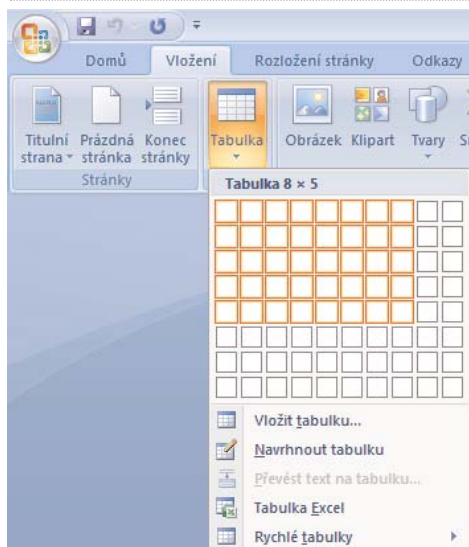 Domů Vložení Rozložení stránky Odkazy
Titulní strana Prázdná stránka Konec stránky Tabulka Obrázek Klipart Tvary
Stránky
Tabulka 8 × 5
Vložit tabulku...
Navrhnout tabulku
Převést text na tabulku...
Tabulka Excel
Rychlé tabulky